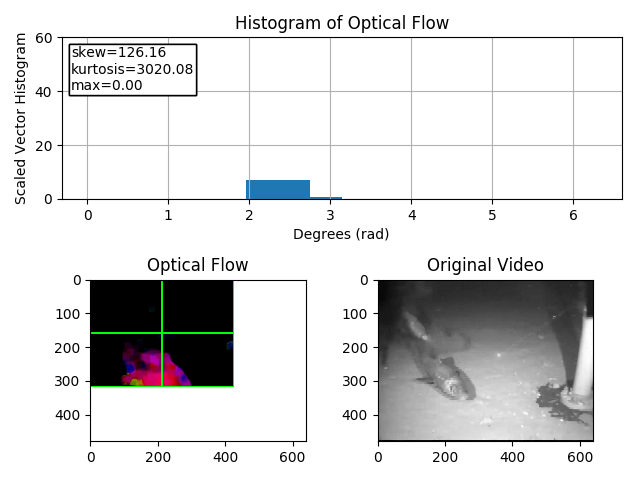 Histogram of Optical Flow
skew=126.16
kurtosis=3020.08
max=0.00
Scaled Vector Histogram
60
40
20
0
0 1 2 3 4 5 6
Degrees (rad)
Optical Flow
0
100
200
300
400
0 200 400 600
Original Video
0
100
200
300
400
0 200 400 600